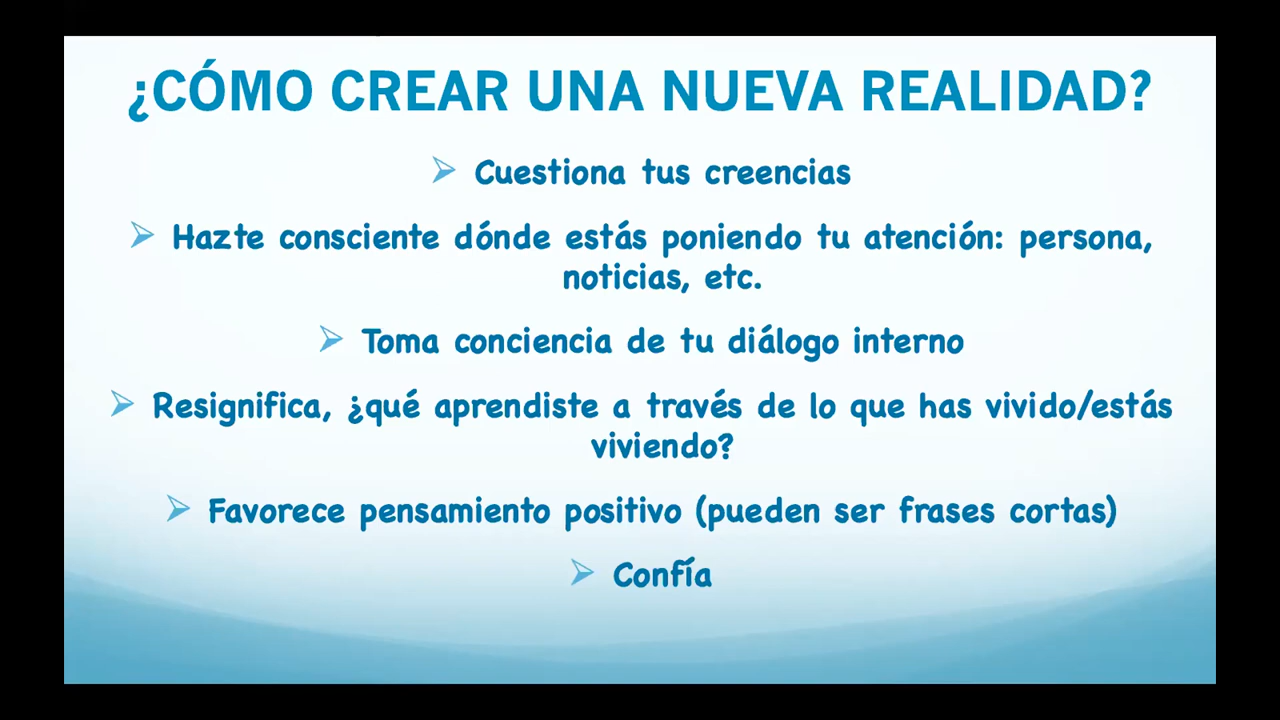 ¿CÓMO CREAR UNA NUEVA REALIDAD?
Cuestiona tus creencias
Hazte consciente dónde estás poniendo tu atención: persona,
noticias, etc.
Toma conciencia de tu diálogo interno
Resignifica, ¿qué aprendiste a través de lo que has vivido/estás
viviendo?
Favorece pensamiento positivo (pueden ser frases cortas)
Confía